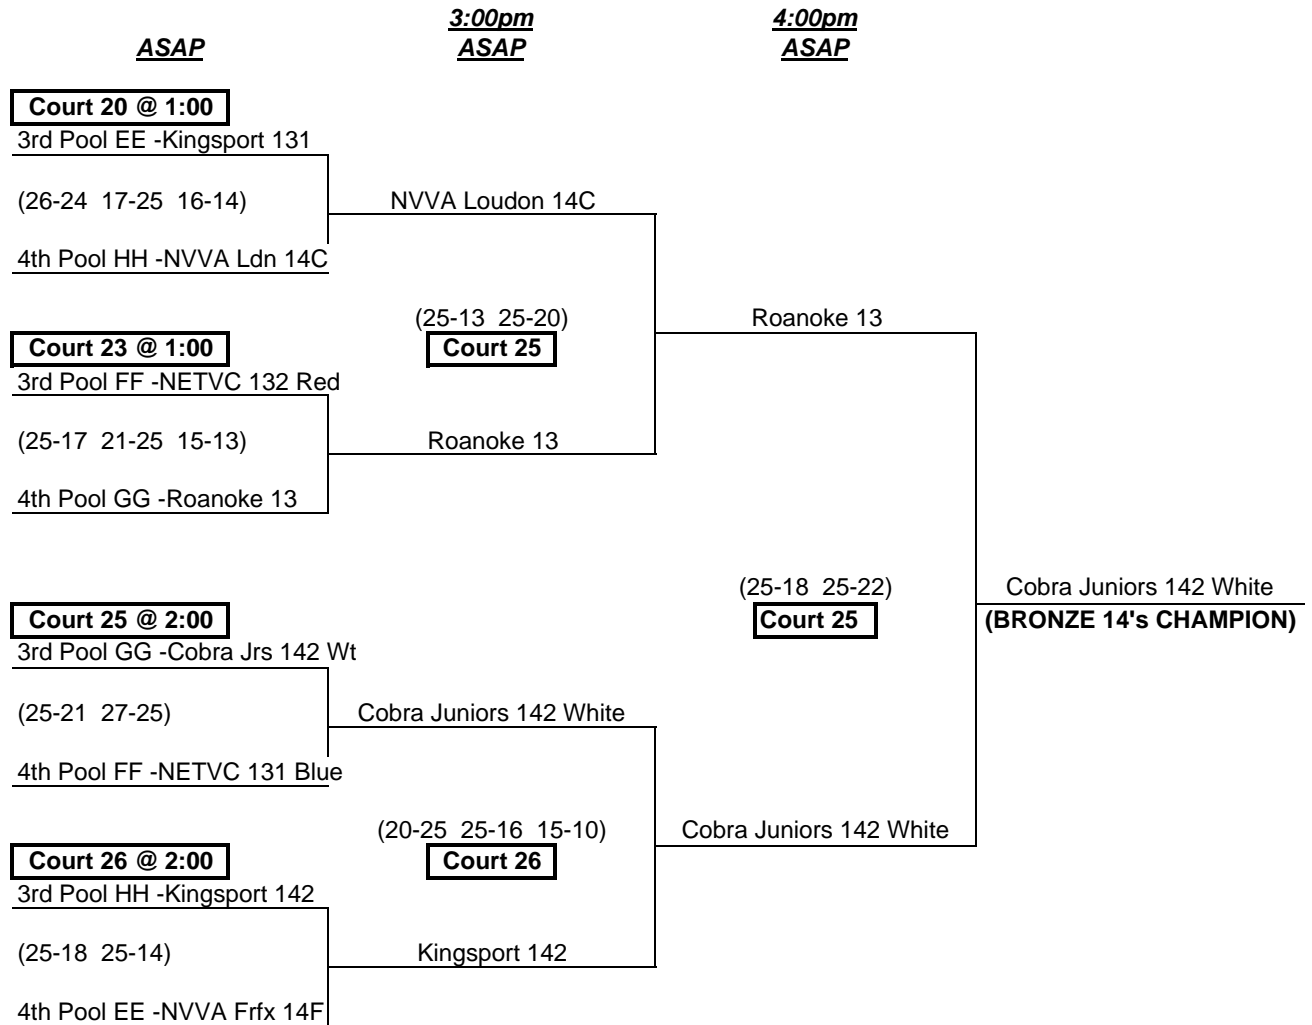 3:00pm
4:00pm
ASAP
ASAP
ASAP
Court 20 @ 1:00
3rd Pool EE -Kingsport 131
(26-24 17-25 16-14)
NVVA Loudon 14C
4th Pool HH -NVVA Ldn 14C
(25-13 25-20)
Roanoke 13
Court 23 @ 1:00
Court 25
3rd Pool FF -NETVC 132 Red
(25-17 21-25 15-13)
Roanoke 13
4th Pool GG -Roanoke 13
(25-18 25-22)
Cobra Juniors 142 White
Court 25 @ 2:00
Court 25
(BRONZE 14's CHAMPION)
3rd Pool GG -Cobra Jrs 142 Wt
(25-21 27-25)
Cobra Juniors 142 White
4th Pool FF -NETVC 131 Blue
(20-25 25-16 15-10)
Cobra Juniors 142 White
Court 26 @ 2:00
Court 26
3rd Pool HH -Kingsport 142
(25-18 25-14)
Kingsport 142
4th Pool EE -NVVA Frfx 14F